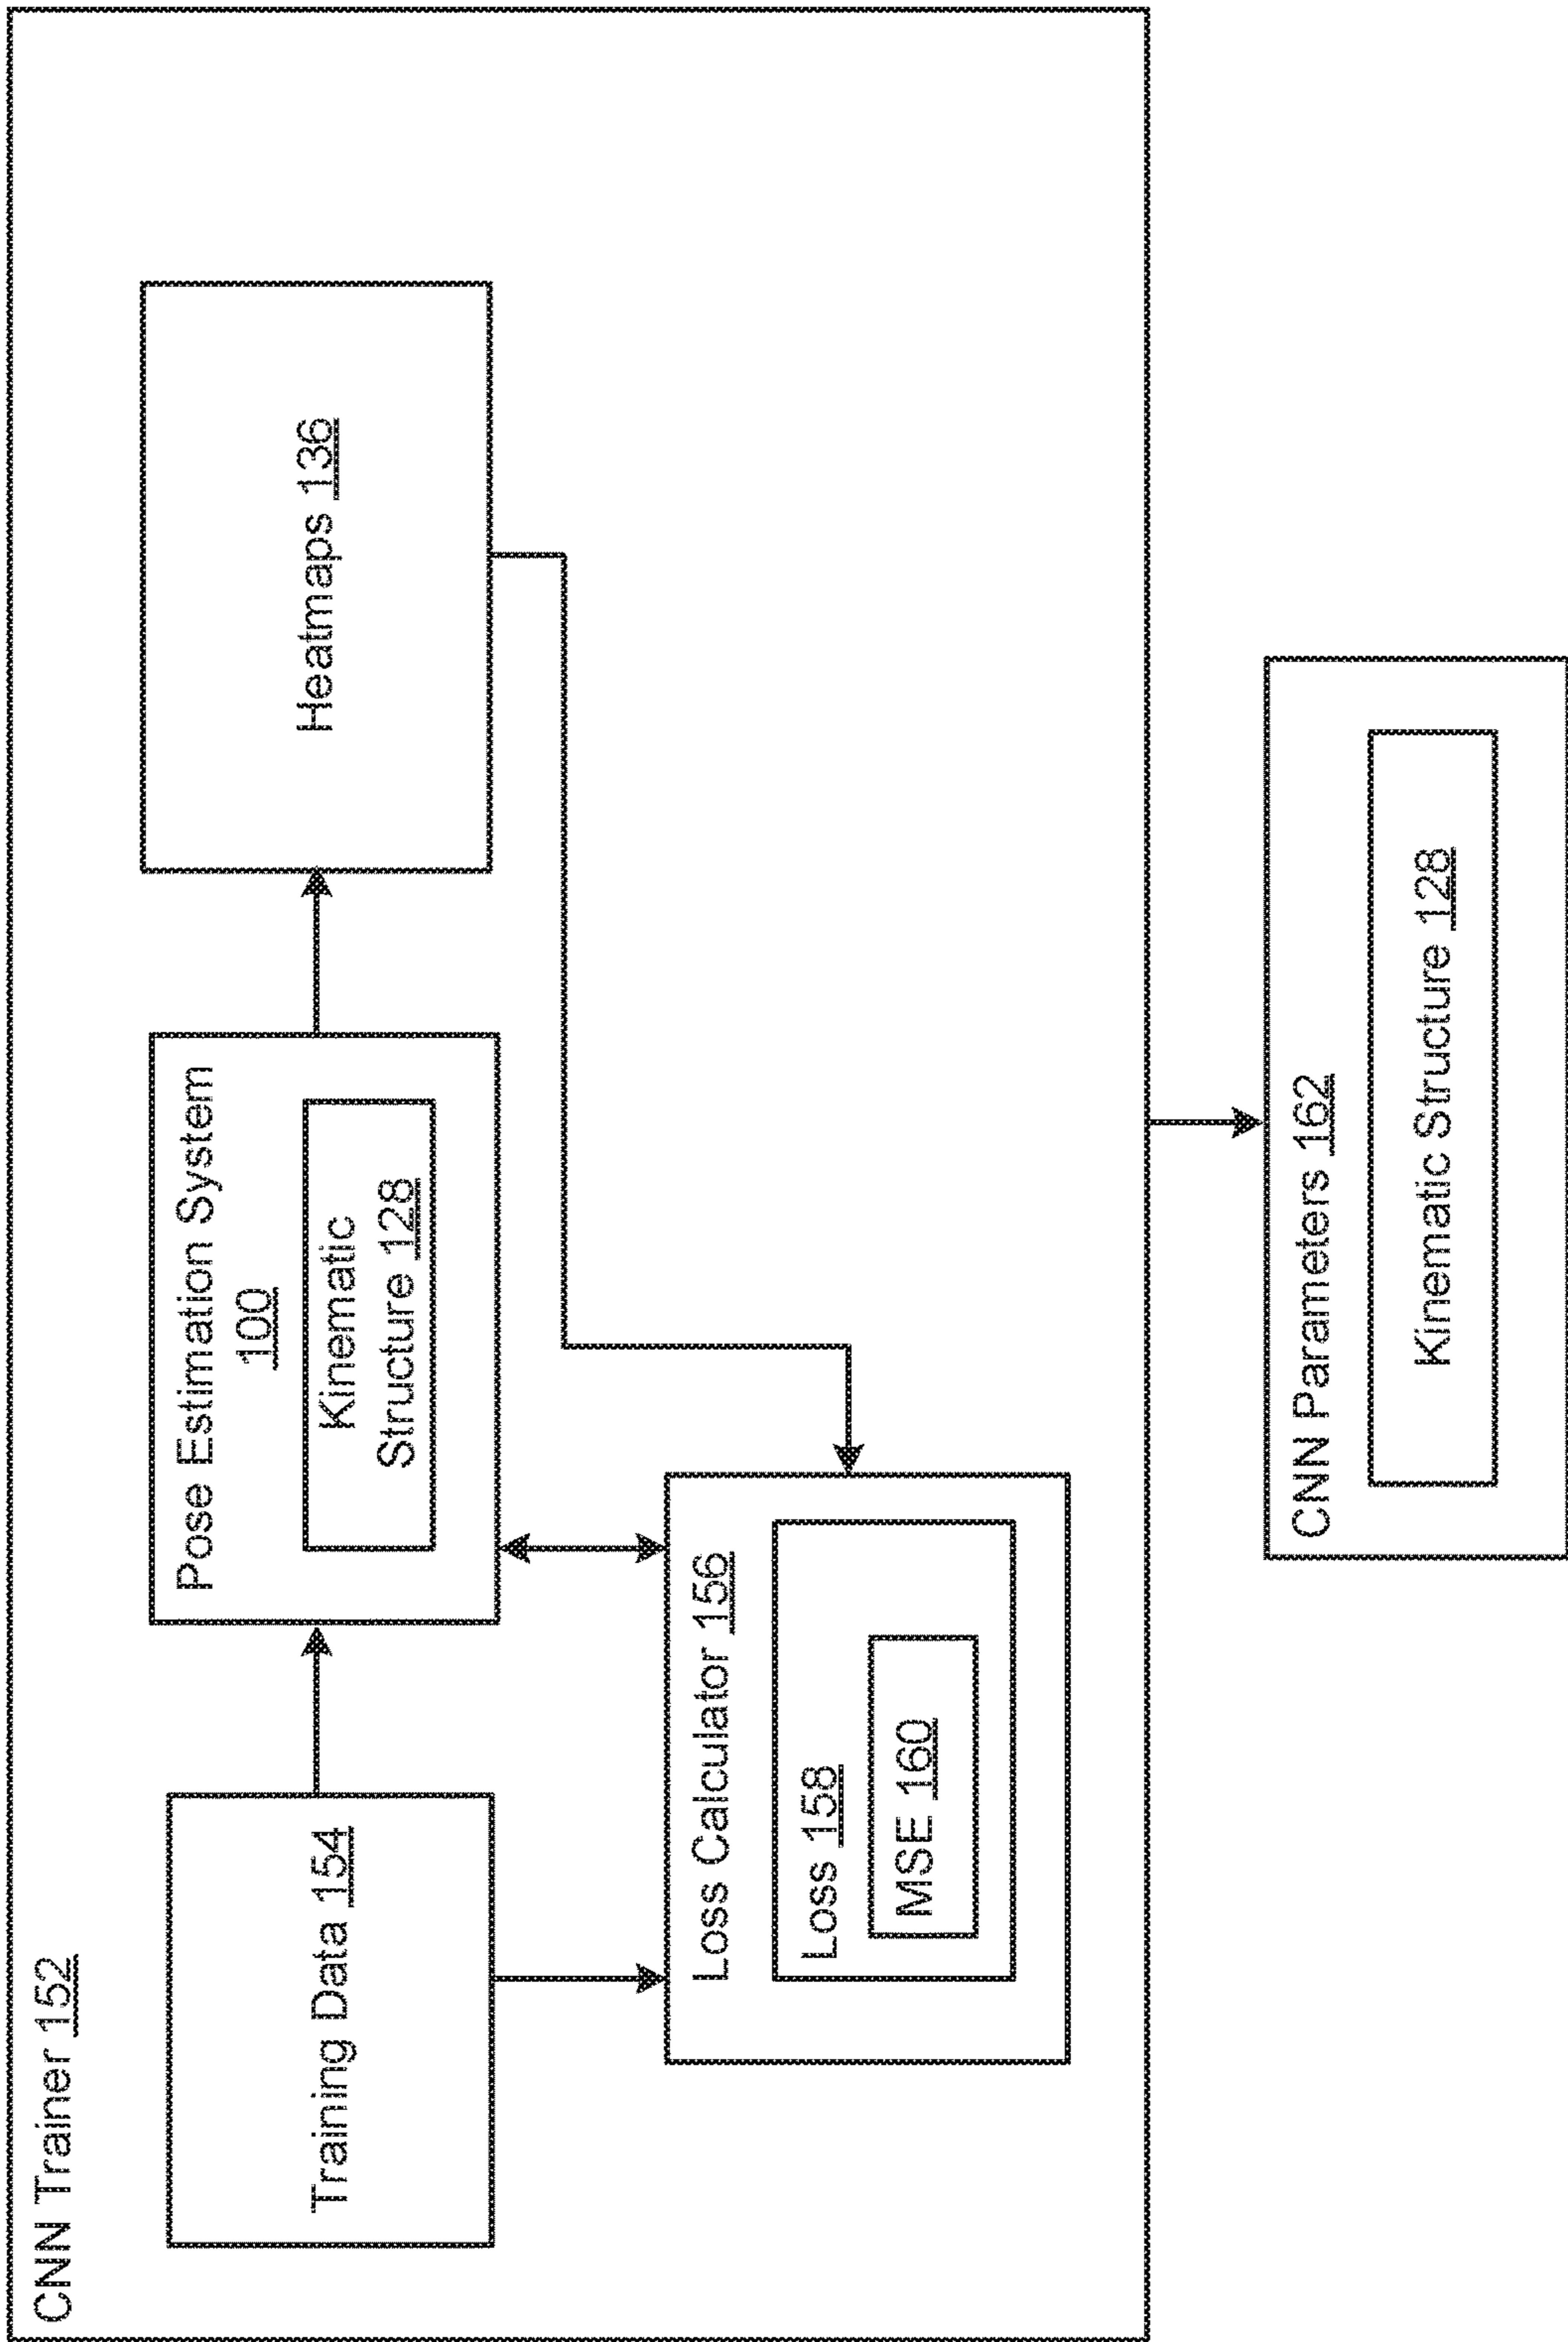 CNN Trainer 152
Training Data 154
Pose Estimation System
100
Kinematic
Structure 128
Heatmaps 136
Loss Calculator 156
Loss 158
MSE 160
CNN Parameters 162
Kinematic Structure 128